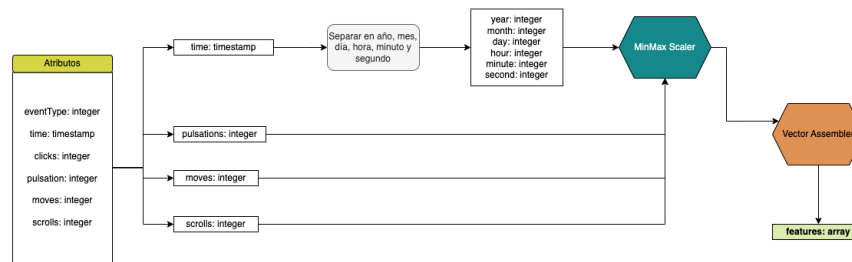 Atributos
eventType: integer
time: timestamp
clicks: integer
pulsation: integer
moves: integer
scrolls: integer
time: timestamp
Separar en año, mes,
día, hora, minuto y
segundo
year: integer
month: integer
day: integer
hour: integer
minute: integer
second: integer
MinMax Scaler
pulsations: integer
moves: integer
scrolls: integer
Vector Assembler
features: array